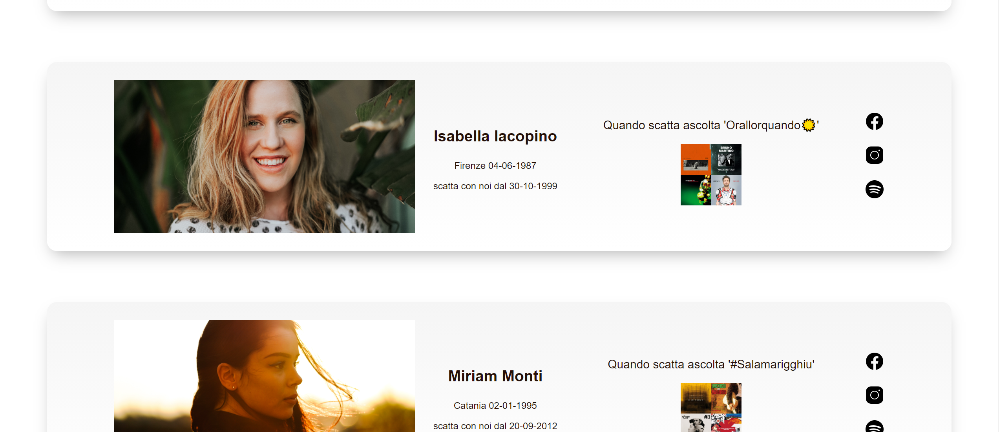 Isabella Iacopino
Firenze 04-06-1987
scatta con noi dal 30-10-1999
Quando scatta ascolta 'Orallorquando🌟'
BRUNO
MARTINO
MADE IN ITALY
LORENZO
Miriam Monti
Catania 02-01-1995
scatta con noi dal 20-09-2012
Quando scatta ascolta '#Salamarigghiu'
EDITORS
MEXICO
SCRIPT
#3